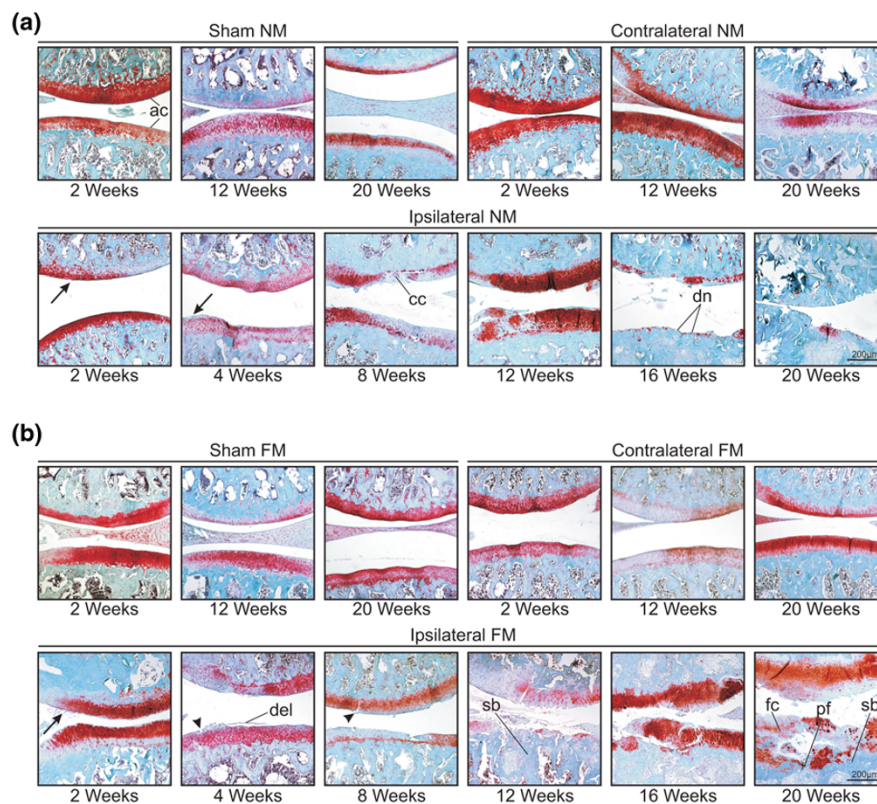 (a)
Sham NM Contralateral NM
ac
2 Weeks 12 Weeks 20 Weeks 2 Weeks 12 Weeks 20 Weeks
Ipsilateral NM
cc dn
200µm
2 Weeks 4 Weeks 8 Weeks 12 Weeks 16 Weeks 20 Weeks
(b)
Sham FM Contralateral FM
2 Weeks 12 Weeks 20 Weeks 2 Weeks 12 Weeks 20 Weeks
Ipsilateral FM
del sb fc pf sb
200µm
2 Weeks 4 Weeks 8 Weeks 12 Weeks 16 Weeks 20 Weeks